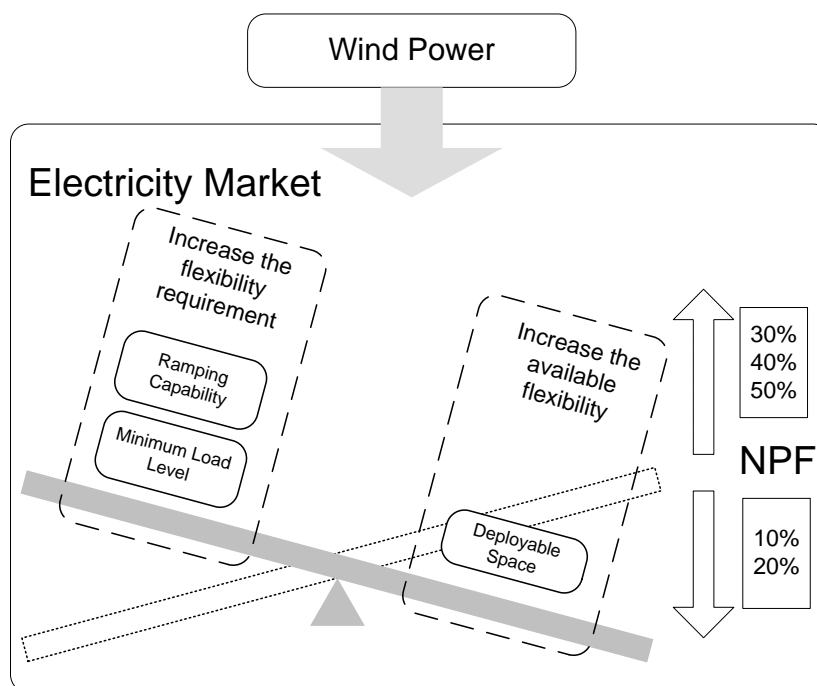 Wind Power
Electricity Market
Increase the
flexibility
requirement
Ramping
Capability
Minimum Load
Level
Increase the
available
flexibility
Deployable
Space
30%
40%
50%
NPF
10%
20%